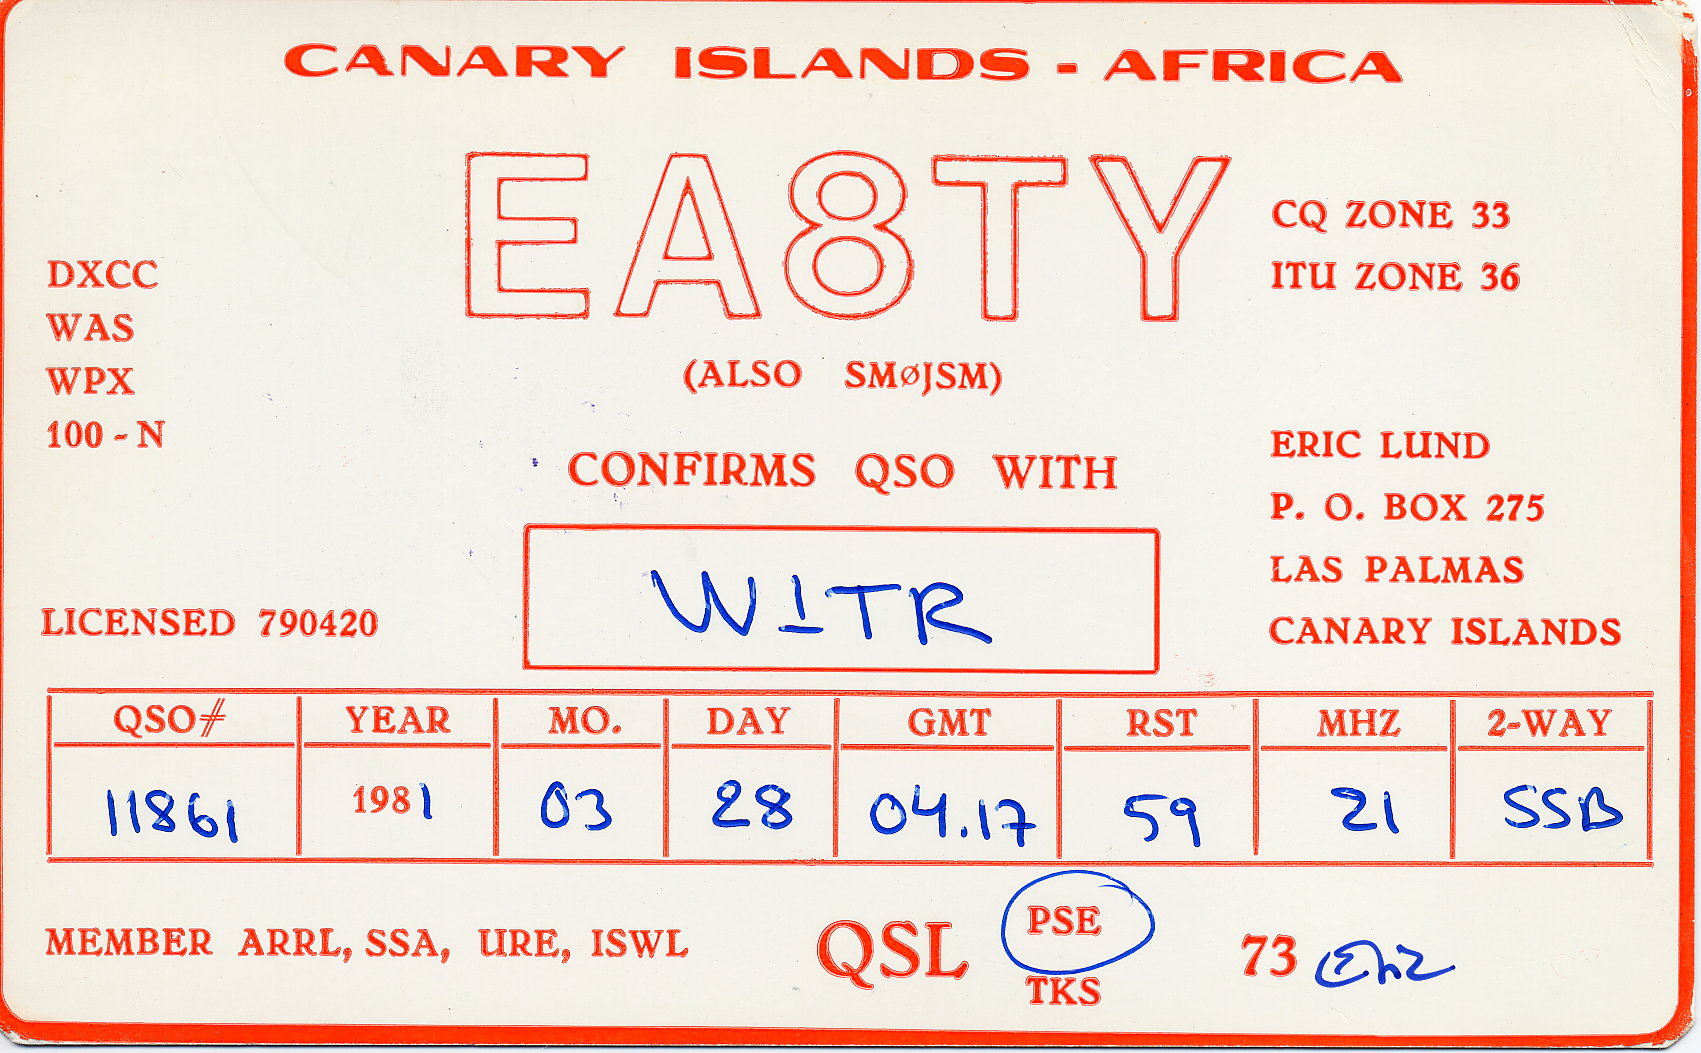 CANARY ISLANDS - AFRICA
EA8TY
CQ ZONE 33
ITU ZONE 36
DXCC
WAS
WPX
100 - N
(ALSO SMØJSM)
CONFIRMS QSO WITH
W1TR
ERIC LUND
P. O. BOX 275
LAS PALMAS
CANARY ISLANDS
LICENSED 790420
QSO# YEAR MO. DAY GMT RST MHZ 2-WAY
11861 1981 03 28 04.17 59 21 SSB
MEMBER ARRL, SSA, URE, ISWL
QSL PSE
TKS
73 Eric